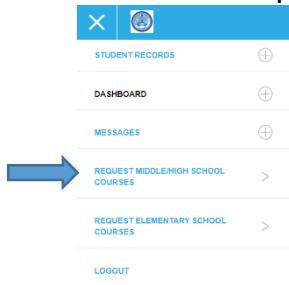 STUDENT RECORDS
DASHBOARD
MESSAGES
REQUEST MIDDLE/HIGH SCHOOL
COURSES
REQUEST ELEMENTARY SCHOOL
COURSES
LOGOUT